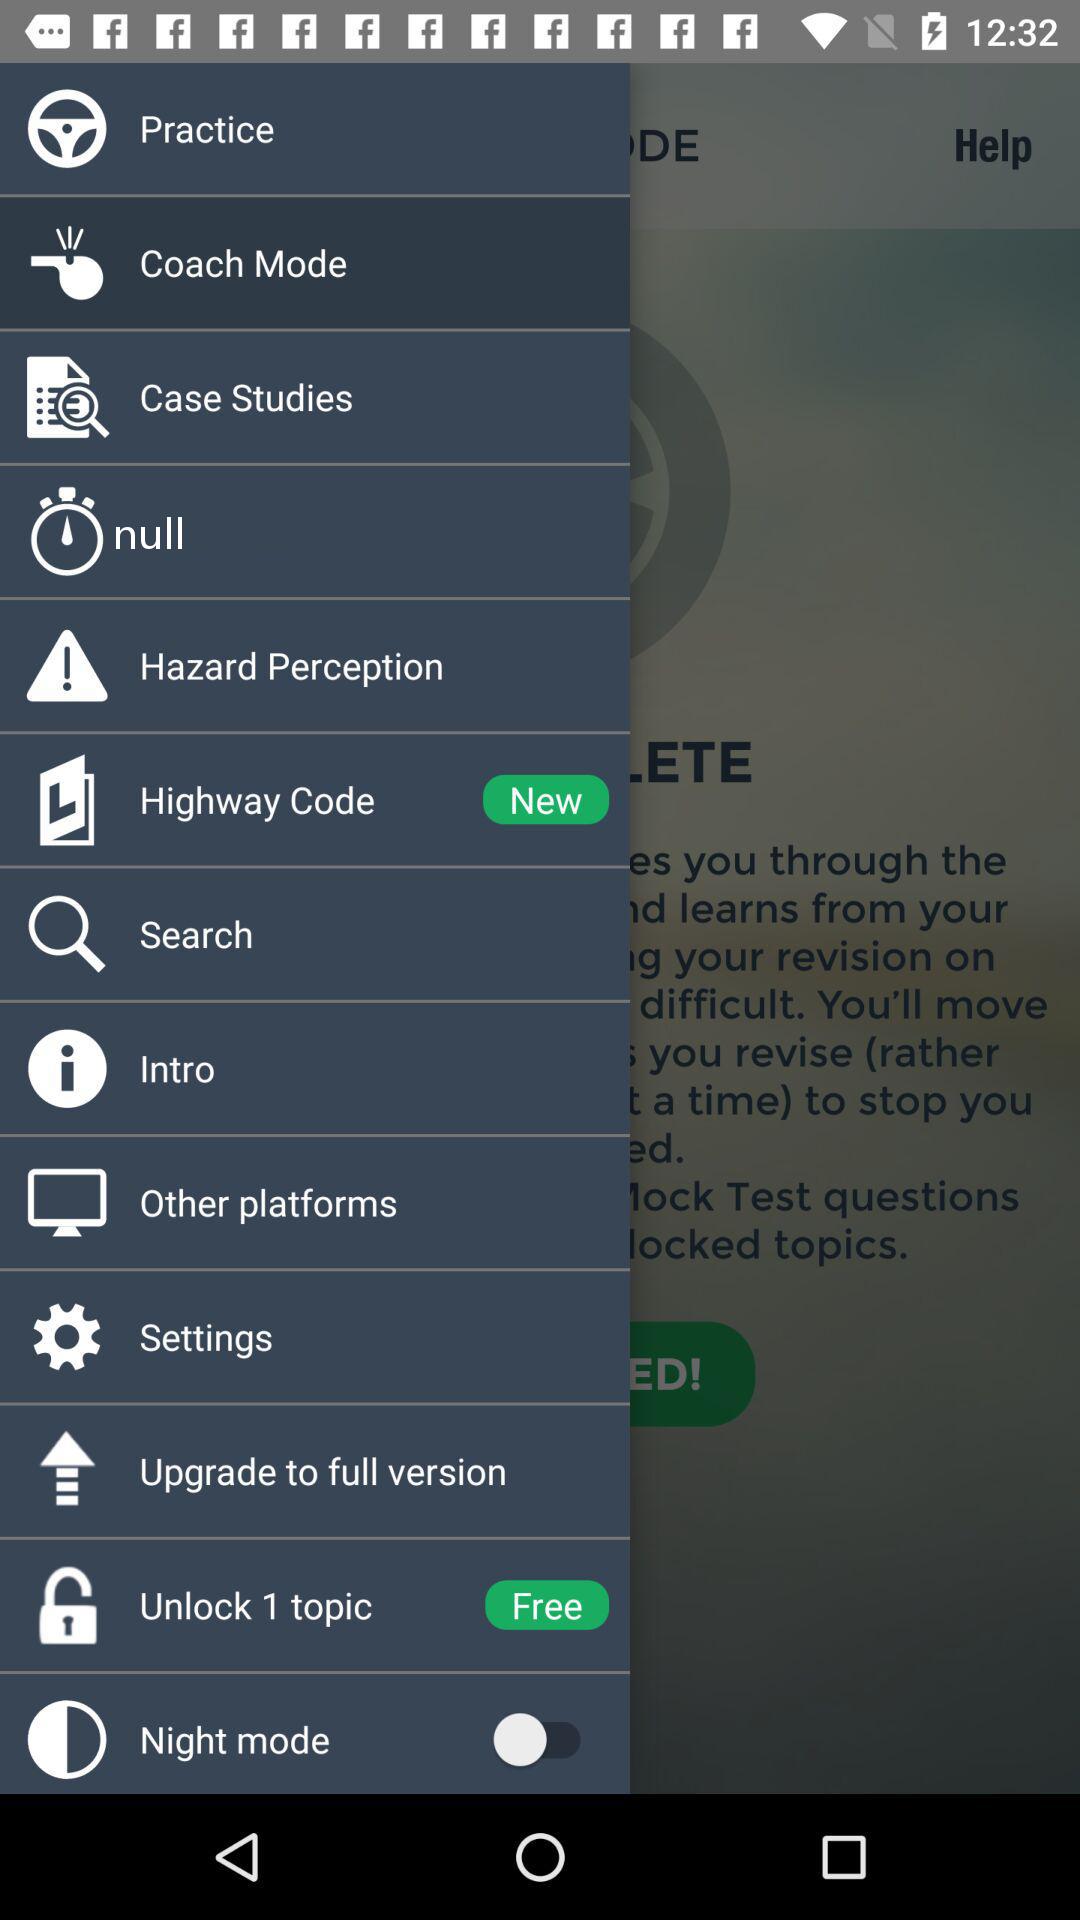 12:32
Practice
ODE
Help
Coach Mode
Case Studies
null
Hazard Perception
LETE
Highway Code
New
es you through the
nd learns from your
Search
ng your revision on
difficult. You'll move
Intro
s you revise (rather
t a time) to stop you
ed.
Other platforms
Mock Test questions
locked topics.
Settings
ED!
Upgrade to full version
Unlock 1 topic
Free
Night mode